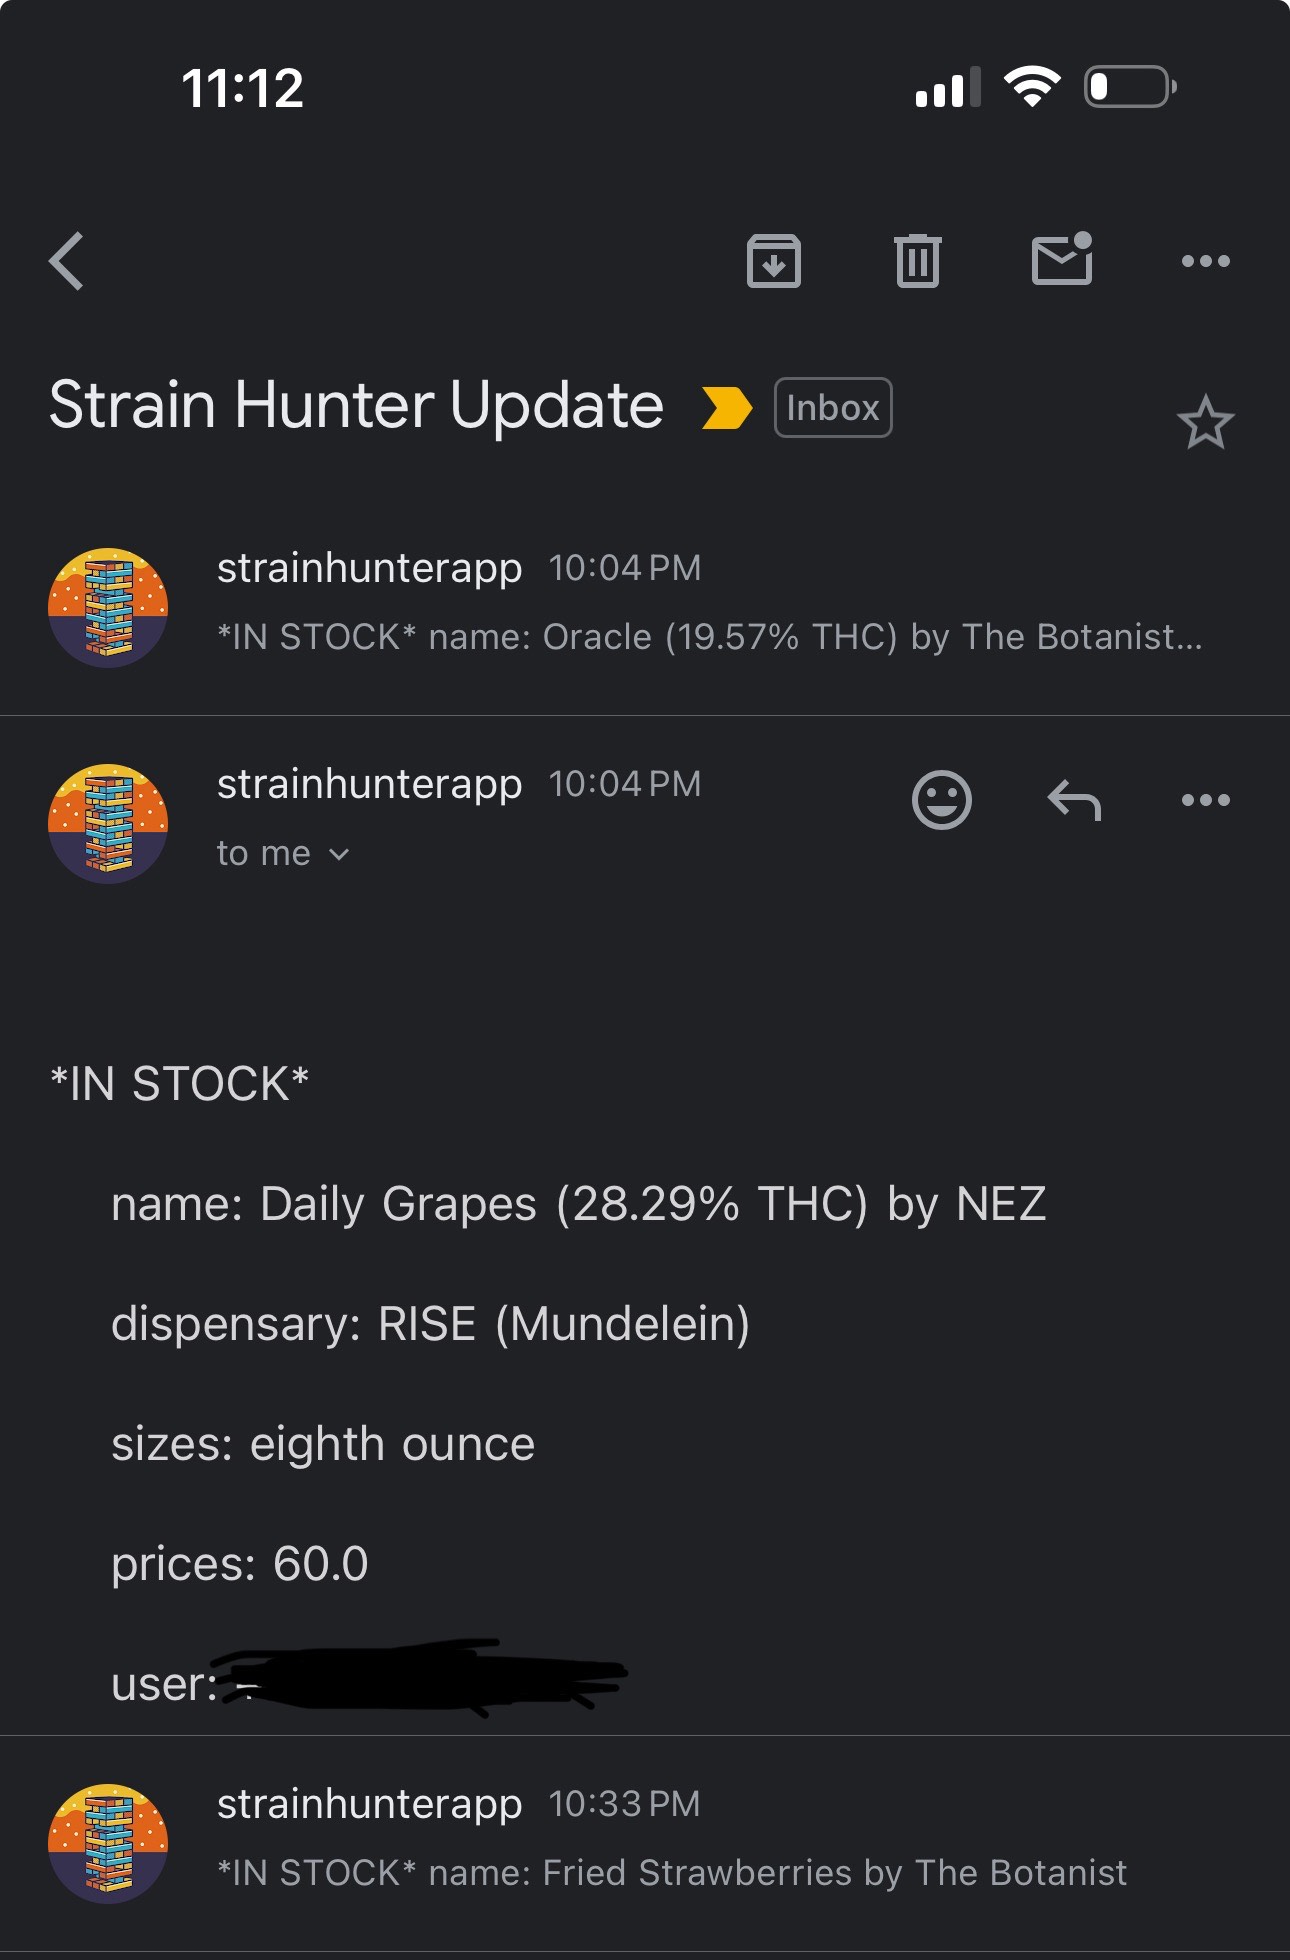 11:12
Strain Hunter Update Inbox
strainhunterapp 10:04 PM
*IN STOCK* name: Oracle (19.57% THC) by The Botanist...
strainhunterapp 10:04 PM
to me
*IN STOCK*
name: Daily Grapes (28.29% THC) by NEZ
dispensary: RISE (Mundelein)
sizes: eighth ounce
prices: 60.0
user:
strainhunterapp 10:33 PM
*IN STOCK* name: Fried Strawberries by The Botanist